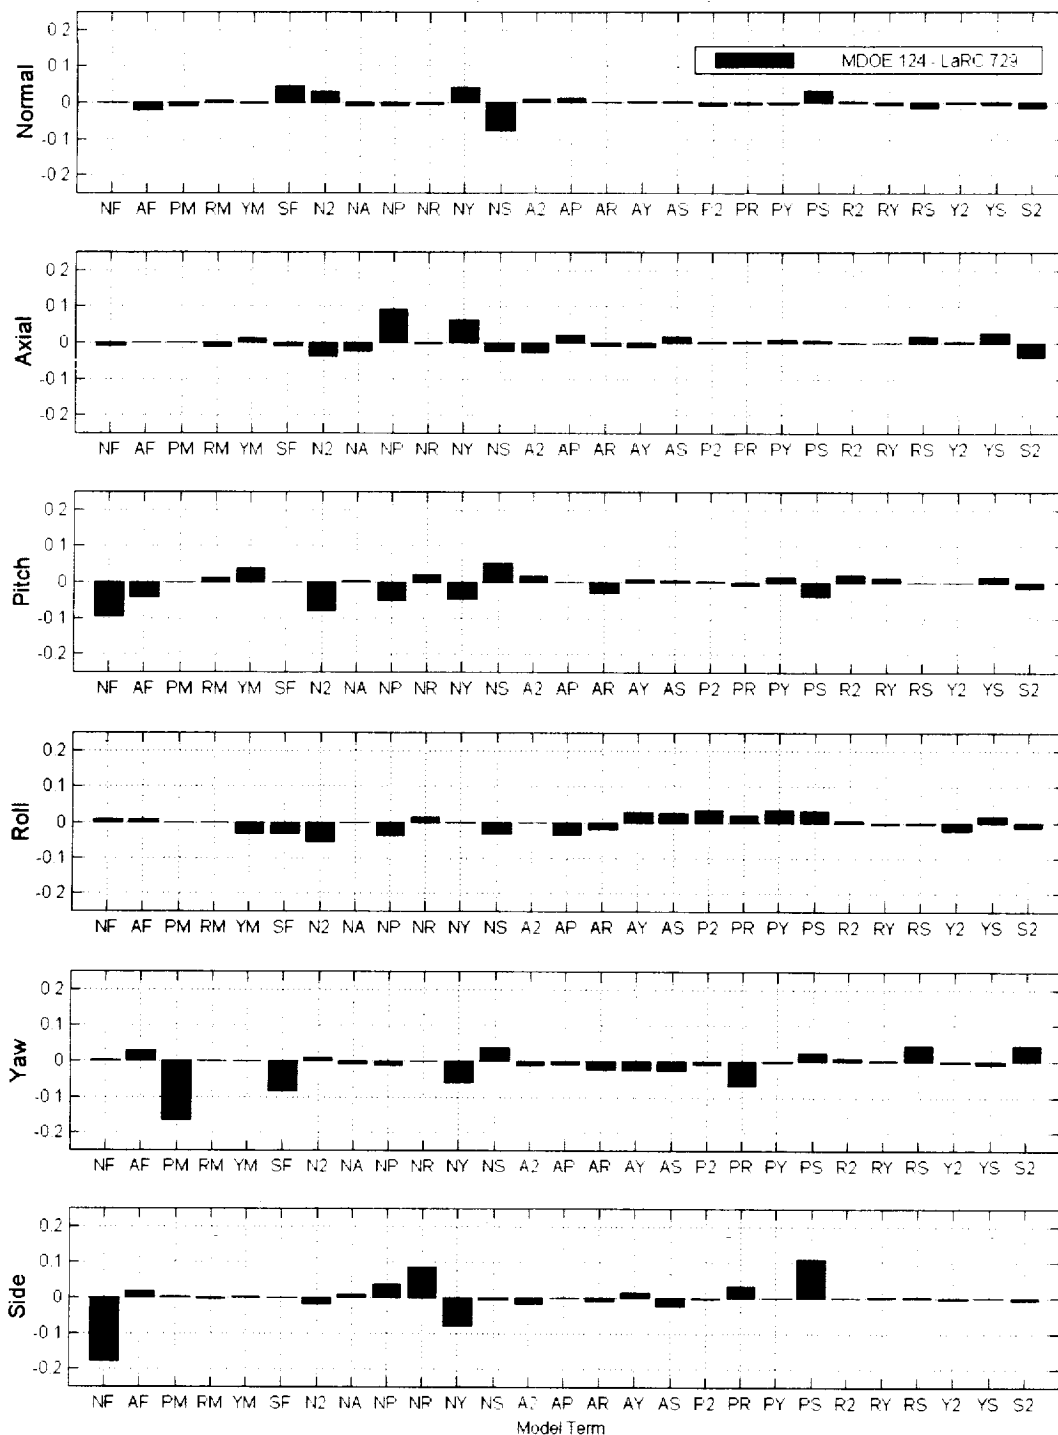 MDOE 124 - LaRC 729
Normal
0.2
0.1
0
-0.1
-0.2
NF AF PM RM YM SF N2 NA NP NR NY NS A2 AP AR AY AS P2 PR PY PS R2 RY RS Y2 YS S2
Axial
0.2
0.1
0
-0.1
-0.2
NF AF PM RM YM SF N2 NA NP NR NY NS A2 AP AR AY AS P2 PR PY PS R2 RY RS Y2 YS S2
Pitch
0.2
0.1
0
-0.1
-0.2
NF AF PM RM YM SF N2 NA NP NR NY NS A2 AP AR AY AS P2 PR PY PS R2 RY RS Y2 YS S2
Roll
0.2
0.1
0
-0.1
-0.2
NF AF PM RM YM SF N2 NA NP NR NY NS A2 AP AR AY AS P2 PR PY PS R2 RY RS Y2 YS S2
Yaw
0.2
0.1
0
-0.1
-0.2
NF AF PM RM YM SF N2 NA NP NR NY NS A2 AP AR AY AS P2 PR PY PS R2 RY RS Y2 YS S2
Side
0.2
0.1
0
-0.1
-0.2
NF AF PM RM YM SF N2 NA NP NR NY NS A2 AP AR AY AS P2 PR PY PS R2 RY RS Y2 YS S2
Model Term